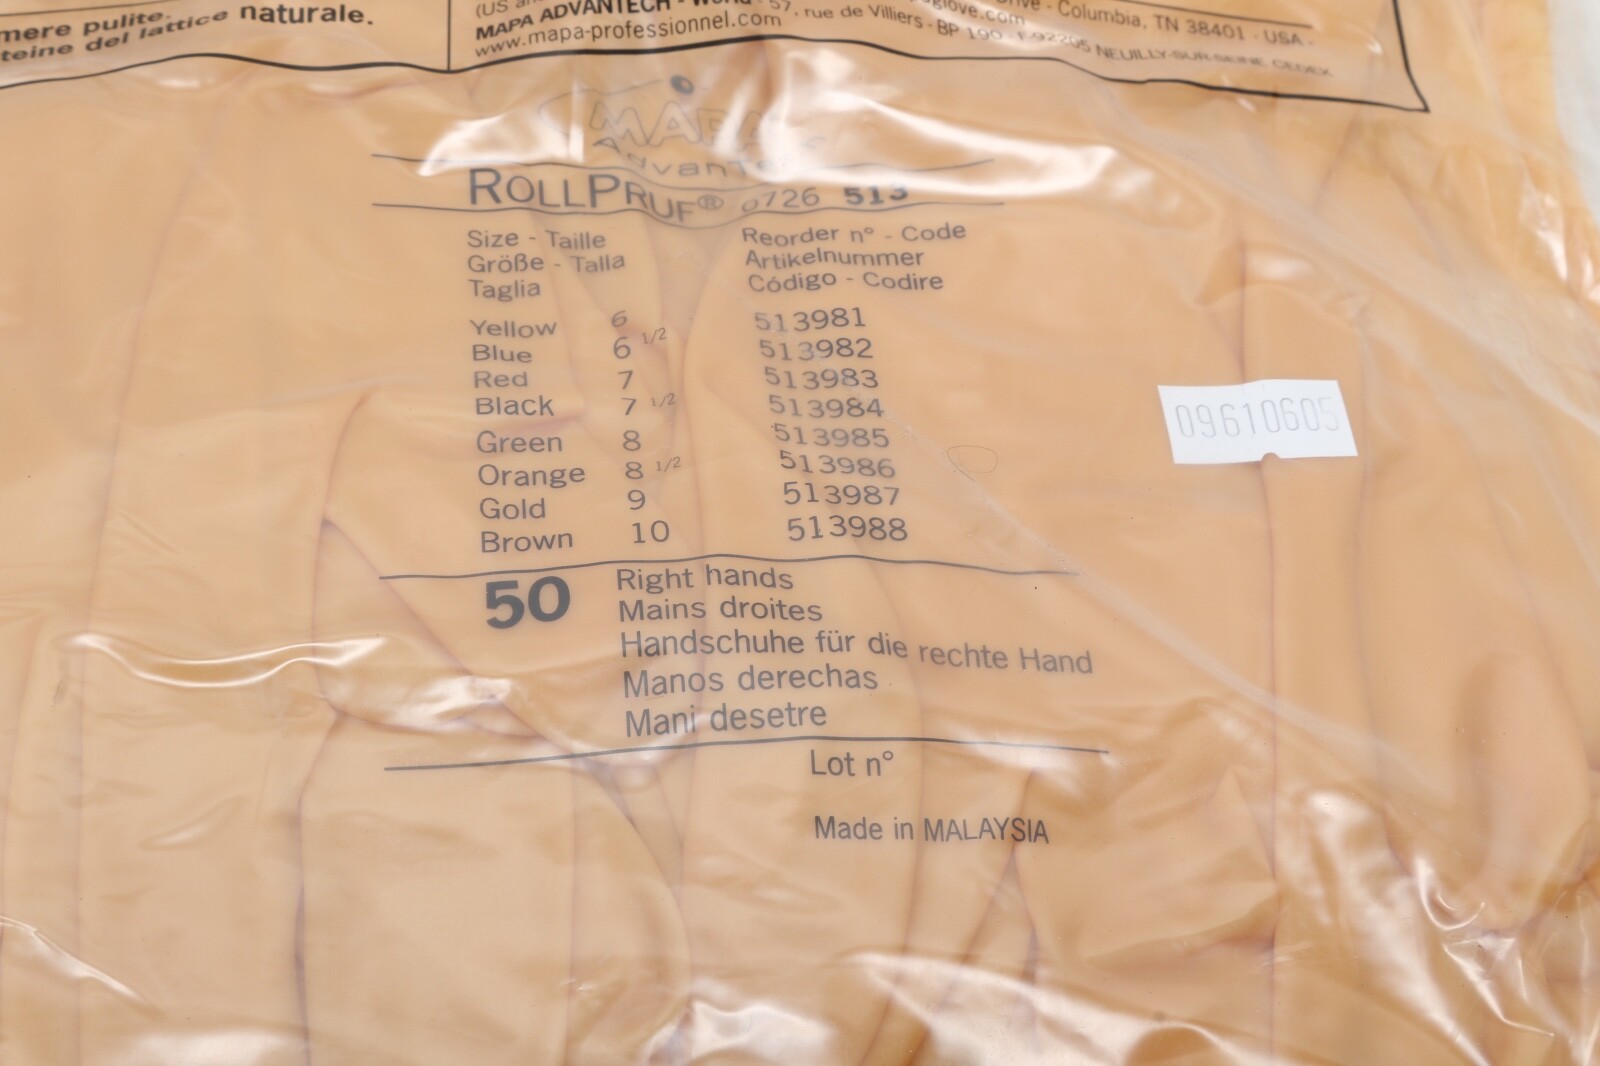 mere pulite.
teine del lattice naturale.
(US
MAPA ADVANTECH - World - 57, rue de Villiers - BP 190 - F-92205 NEUILLY-SUR-SEINE CEDEX
Drive - Columbia, TN 38401 - USA -
www.mapa-professionnel.com
MAPA
AdvanTech
ROLLPRUF® 0726 513
Size - Taille
Größe - Talla
Taglia
Reorder n° - Code
Artikelnummer
Código - Codire
Yellow 6 513981
Blue 6 1/2 513982
Red 7 513983
Black 7 1/2 513984
Green 8 513985
Orange 8 1/2 513986
Gold 9 513987
Brown 10 513988
50 Right hands
Mains droites
Handschuhe für die rechte Hand
Manos derechas
Mani desetre
Lot n°
Made in MALAYSIA
09610605